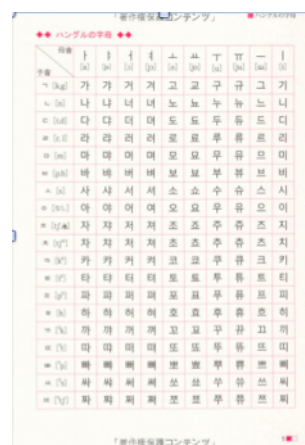 「著作権保護コンテンツ」
ハングルの字母
◆◆ ハングルの字母 ◆◆
母音 ㅏ ㅑ ㅓ ㅕ ㅗ ㅛ ㅜ ㅠ ㅡ ㅣ
子音 [a] [ja] [ɔ] [jɔ] [o] [jo] [u] [ju] [ɯ] [i]
ㄱ [k,g] 가 갸 거 겨 고 교 구 규 그 기
ㄴ [n] 나 냐 너 녀 노 뇨 누 뉴 느 니
ㄷ [t,d] 다 댜 더 뎌 도 됴 두 듀 드 디
ㄹ [r,l] 라 랴 러 려 로 료 루 류 르 리
ㅁ [m] 마 먀 머 며 모 묘 무 뮤 므 미
ㅂ [p,b] 바 뱌 버 벼 보 뵤 부 뷰 브 비
ㅅ [s] 사 샤 서 셔 소 쇼 수 슈 스 시
ㅇ 아 야 어 여 오 요 우 유 으 이
ㅈ 자 쟈 저 져 조 죠 주 쥬 즈 지
ㅊ 차 챠 처 쳐 초 쵸 추 츄 츠 치
ㅋ [kʰ] 카 캬 커 켜 코 쿄 쿠 큐 크 키
ㅌ [tʰ] 타 탸 터 텨 토 툐 투 튜 트 티
ㅍ [pʰ] 파 퍄 퍼 펴 포 표 푸 퓨 프 피
ㅎ [h] 하 햐 허 혀 호 효 후 휴 흐 히
ㄲ [ˀk] 까 꺄 꺼 껴 꼬 꾜 꾸 뀨 끄 끼
ㄸ [ˀt] 따 땨 떠 뗘 또 뚀 뚜 뜌 뜨 띠
ㅃ [ˀp] 빠 뺘 뻐 뼈 뽀 뾰 뿌 쀼 쁘 삐
ㅆ [ˀs] 싸 쌰 써 쎠 쏘 쑈 쑤 쓔 쓰 씨
ㅉ 짜 쨔 쩌 쪄 쪼 쬬 쭈 쮸 쯔 찌
「著作権保護コンテンツ」